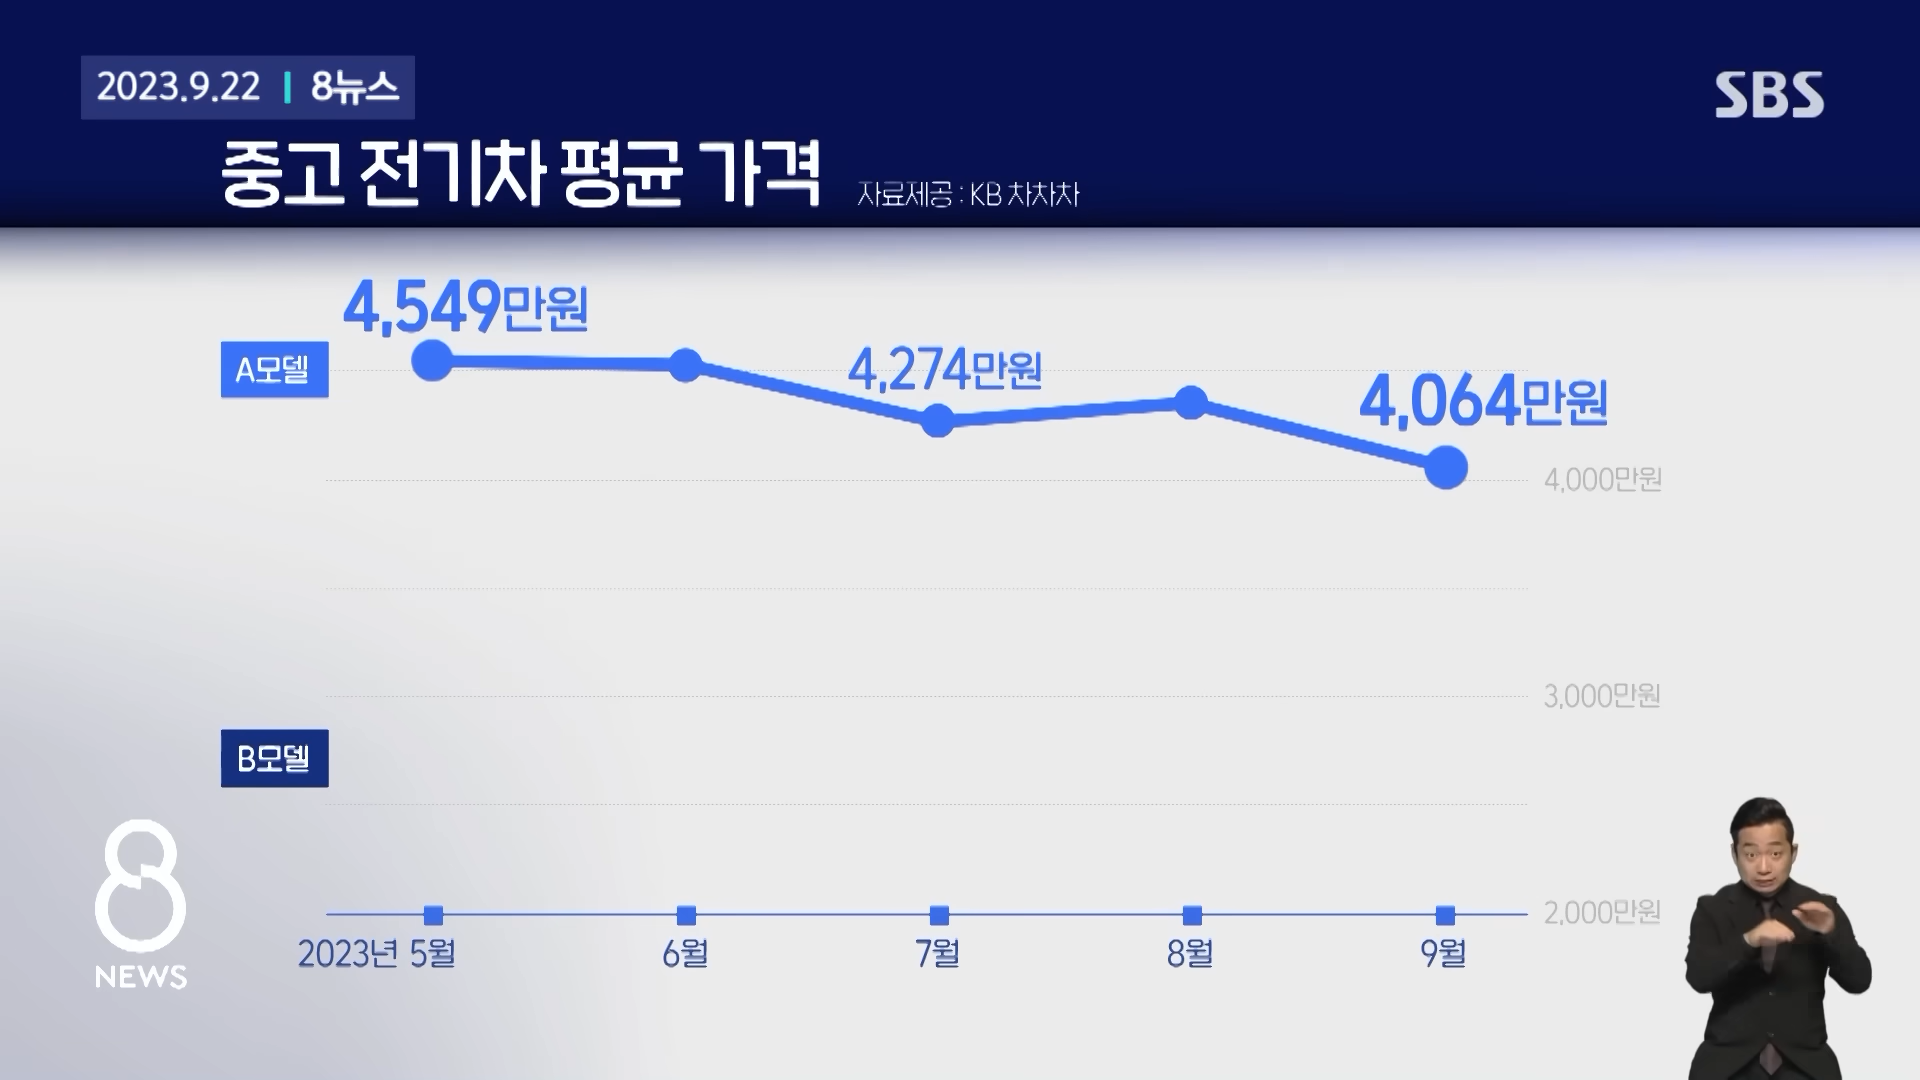 2023.9.22 | 8뉴스
SBS
중고 전기차 평균 가격 자료제공 : KB 차차차
4,549만원
A모델
4,274만원
4,064만원
4,000만원
3,000만원
B모델
2,000만원
2023년 5월 6월 7월 8월 9월
8
NEWS